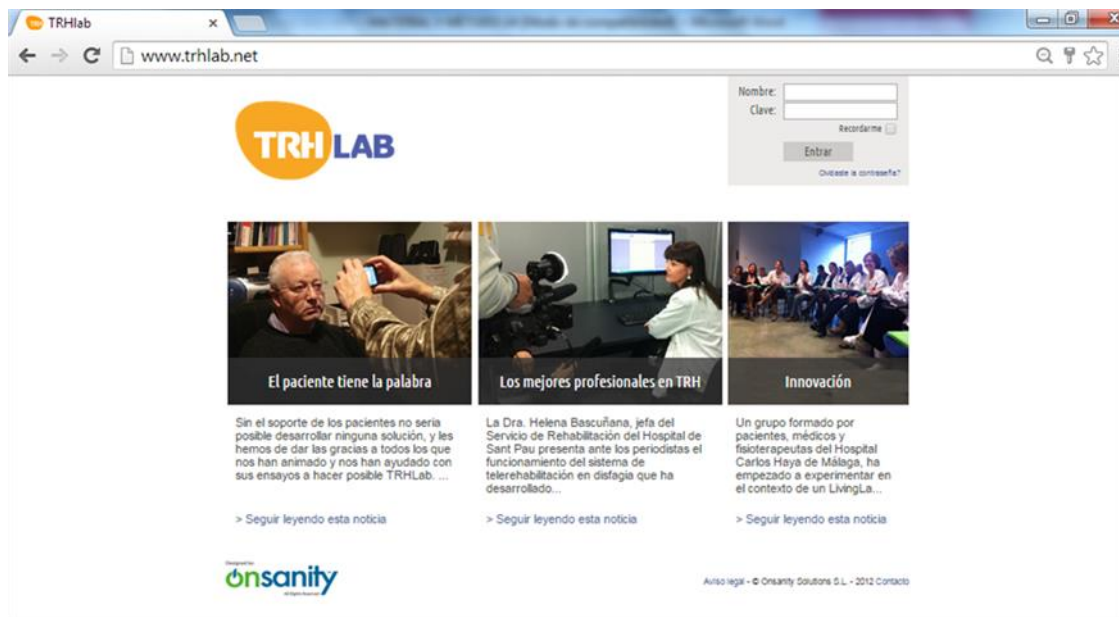 TRHlab
www.trhlab.net
Nombre:
Clave:
Recordarme
Entrar
Olvidaste la contraseña?
TRH LAB
El paciente tiene la palabra
Los mejores profesionales en TRH
Innovación
Sin el soporte de los pacientes no seria
posible desarrollar ninguna solución, y les
hemos de dar las gracias a todos los que
nos han animado y nos han ayudado con
sus ensayos a hacer posible TRHLab. ...
> Seguir leyendo esta noticia
La Dra. Helena Bascuñana, jefa del
Servicio de Rehabilitación del Hospital de
Sant Pau presenta ante los periodistas el
funcionamiento del sistema de
telerehabilitación en disfagia que ha
desarrollado...
> Seguir leyendo esta noticia
Un grupo formado por
pacientes, médicos y
fisioterapeutas del Hospital
Carlos Haya de Málaga, ha
empezado a experimentar en
el contexto de un LivingLa...
> Seguir leyendo esta noticia
onsanity
Aviso legal - © Onsanity Solutions S.L. - 2012 Contacto